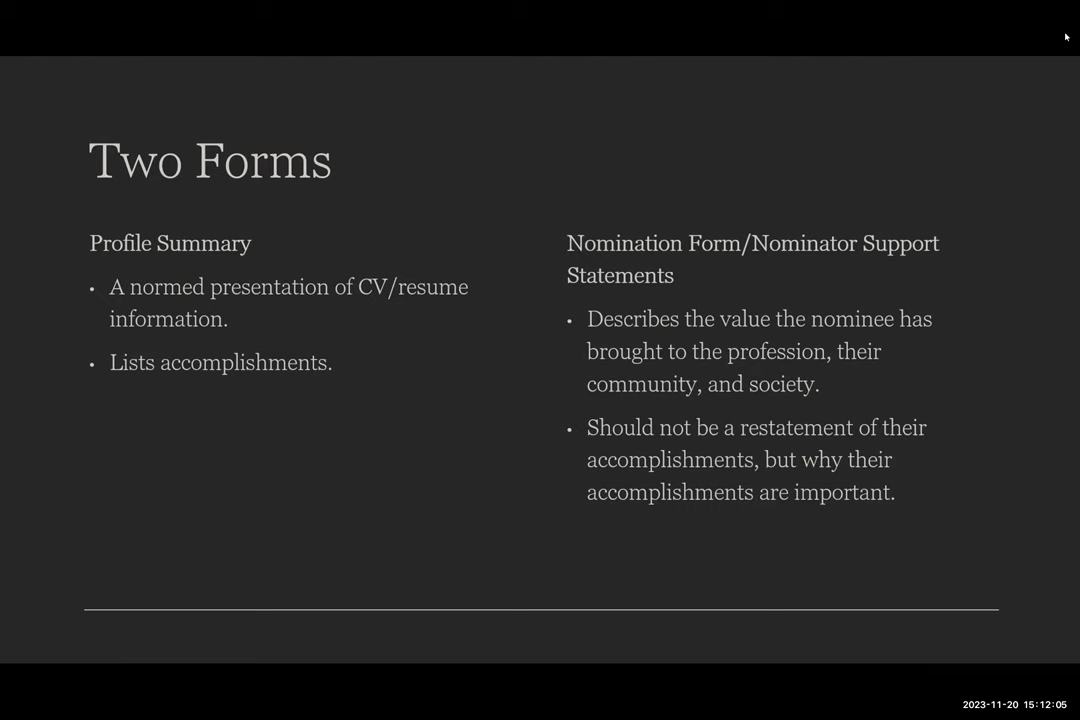 Two Forms
Profile Summary
• A normed presentation of CV/resume
information.
• Lists accomplishments.
Nomination Form/Nominator Support
Statements
• Describes the value the nominee has
brought to the profession, their
community, and society.
• Should not be a restatement of their
accomplishments, but why their
accomplishments are important.
2023-11-20 15:12:05